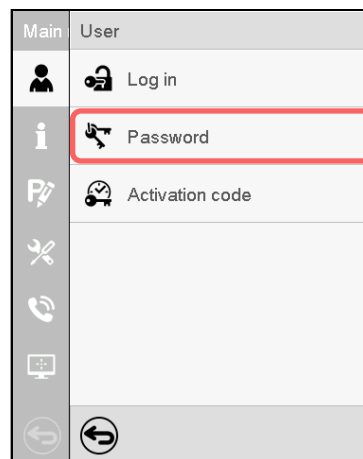 Main
User
Log in
Password
Activation code